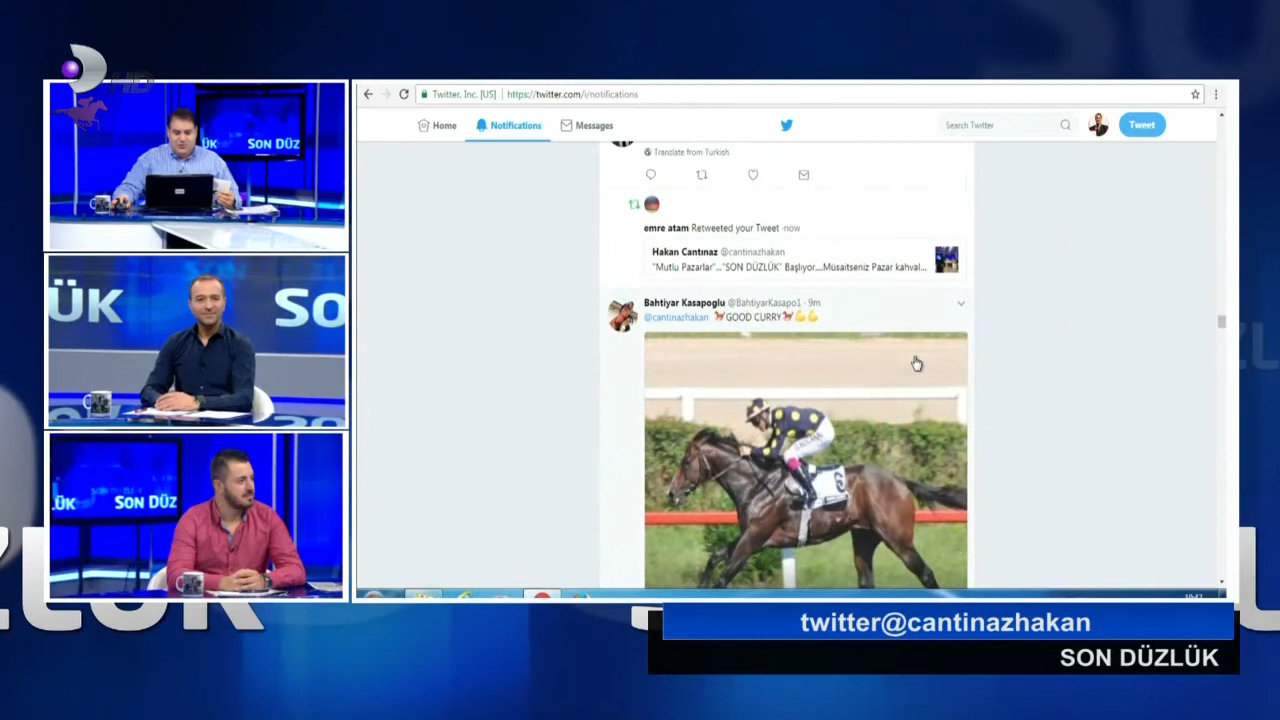 HD
ÜK
SON DÜZ
ÜK
SO
LÜK
SON DÜZ
Twitter, Inc. [US]
https://twitter.com/i/notifications
Home
Notifications
Messages
Search Twitter
Tweet
Translate from Turkish
emre atam Retweeted your Tweet · now
Hakan Cantınaz @cantinazhakan
"Mutlu Pazarlar"..."SON DÜZLÜK" Başlıyor....Müsaitseniz Pazar kahval...
Bahtiyar Kasapoglu @BahtiyarKasapo1 · 9m
@cantinazhakan 🐎GOOD CURRY🐎💪💪
6
twitter@cantinazhakan
SON DÜZLÜK